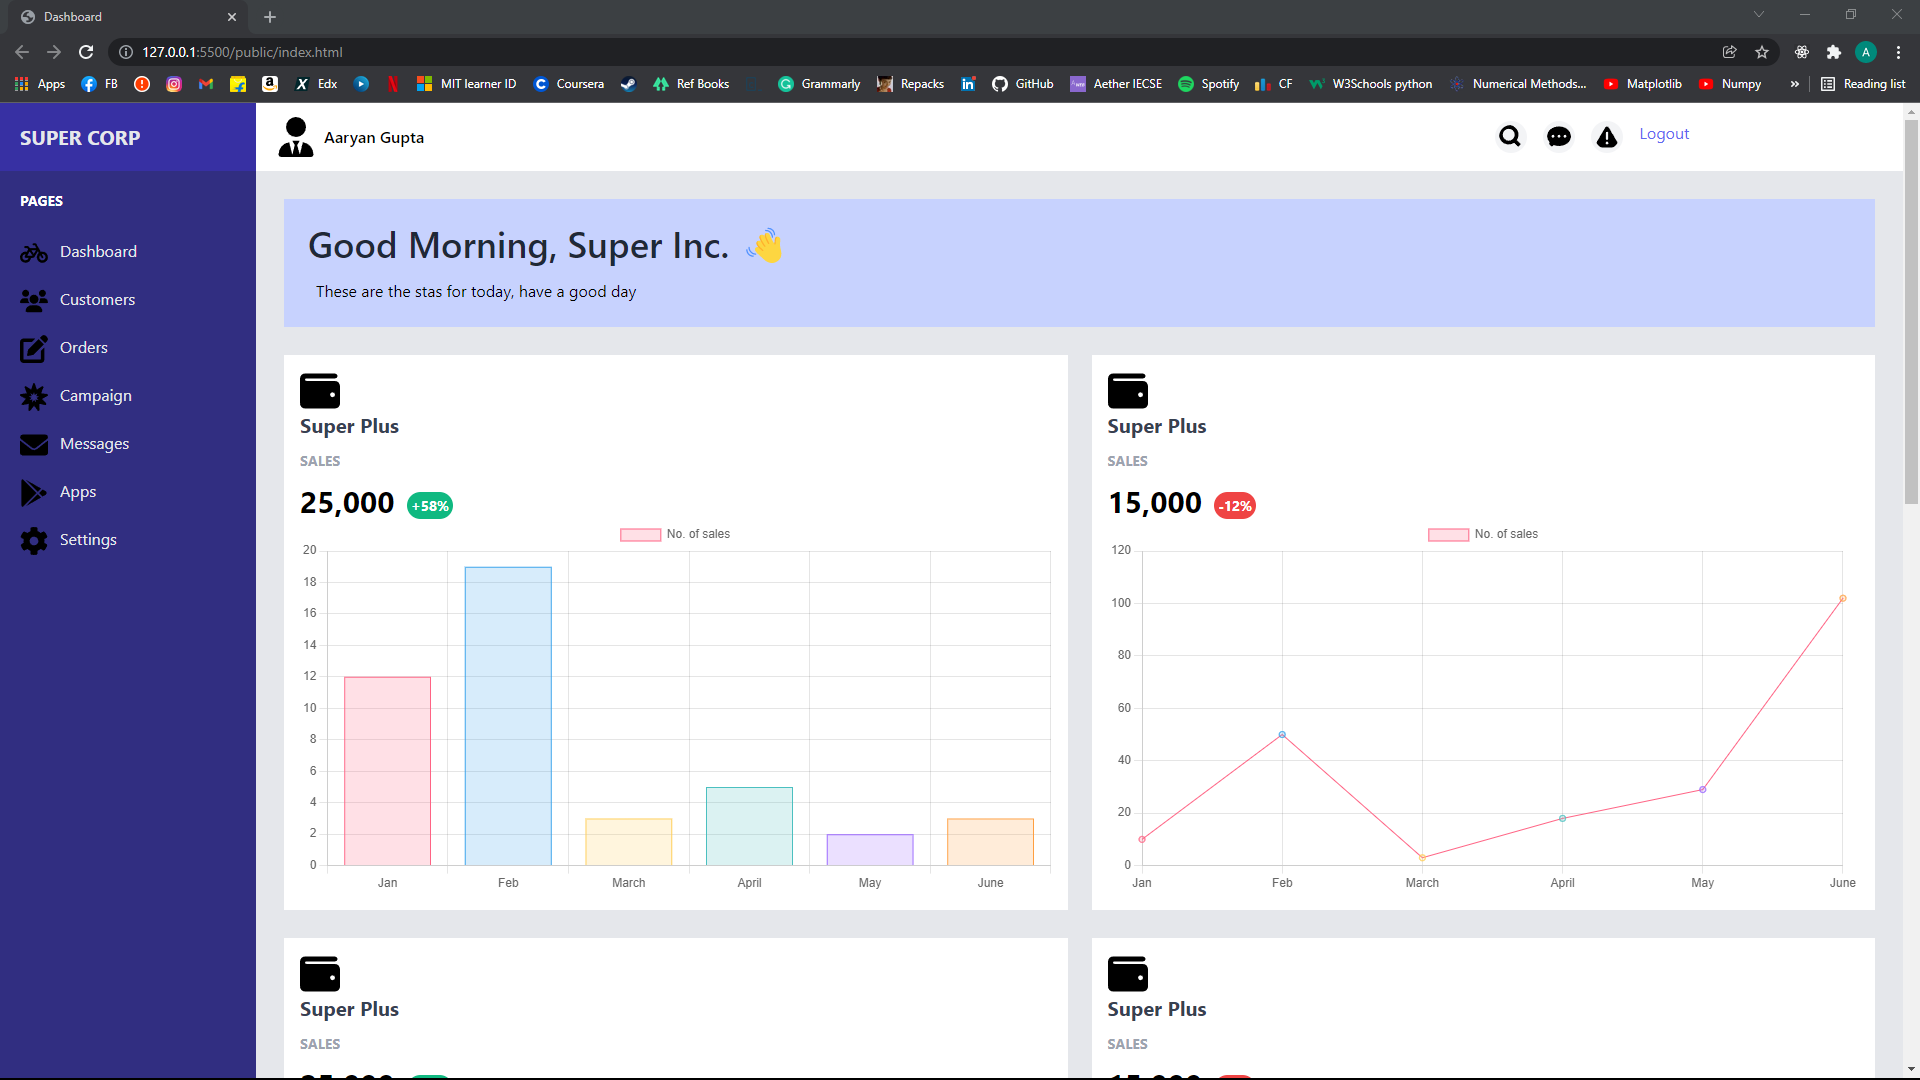 Dashboard
127.0.0.1:5500/public/index.html
Apps FB Edx MIT learner ID Coursera Ref Books Grammarly Repacks GitHub Aether IECSE Spotify CF W3Schools python Numerical Methods... Matplotlib Numpy » Reading list
A
SUPER CORP
Aaryan Gupta
Logout
PAGES
Dashboard
Customers
Orders
Campaign
Messages
Apps
Settings
Good Morning, Super Inc.
These are the stas for today, have a good day
Super Plus
SALES
25,000 +58%
No. of sales
20
18
16
14
12
10
8
6
4
2
0
Jan Feb March April May June
Super Plus
SALES
15,000 -12%
No. of sales
120
100
80
60
40
20
0
Jan Feb March April May June
Super Plus
SALES
Super Plus
SALES